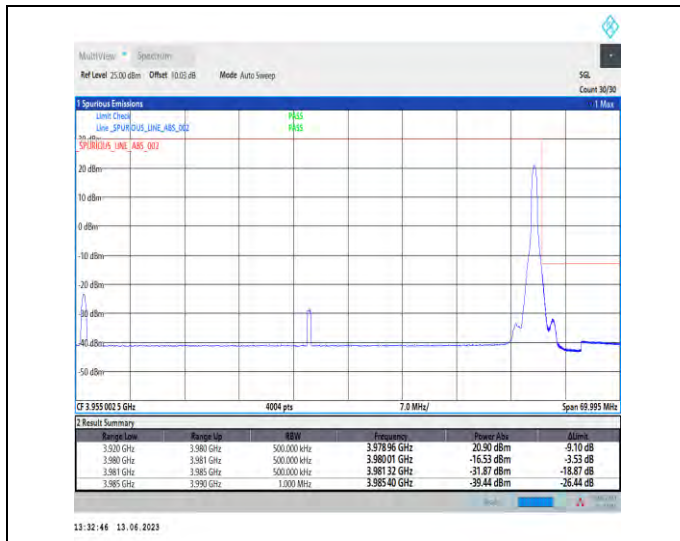 MultiView Spectrum
Ref Level 25.00 dBm Offset 10.03 dB Mode Auto Sweep SGL
Count 30/30
1 Spurious Emissions 1 Max
Limit Check PASS
Line _SPURIOUS_LINE_ABS_002 PASS
30 dBm
_SPURIOUS_LINE_ABS_002
20 dBm
10 dBm
0 dBm
-10 dBm
-20 dBm
-30 dBm
-40 dBm
-50 dBm
CF 3.955 002 5 GHz 4004 pts 7.0 MHz/ Span 69.995 MHz
2 Result Summary
Range Low Range Up RBW Frequency Power Abs ΔLimit
3.920 GHz 3.980 GHz 500.000 kHz 3.978 96 GHz 20.90 dBm -9.10 dB
3.980 GHz 3.981 GHz 500.000 kHz 3.980 01 GHz -16.53 dBm -3.53 dB
3.981 GHz 3.985 GHz 500.000 kHz 3.981 32 GHz -31.87 dBm -18.87 dB
3.985 GHz 3.990 GHz 1.000 MHz 3.985 40 GHz -39.44 dBm -26.44 dB
13:32:46 13.06.2023